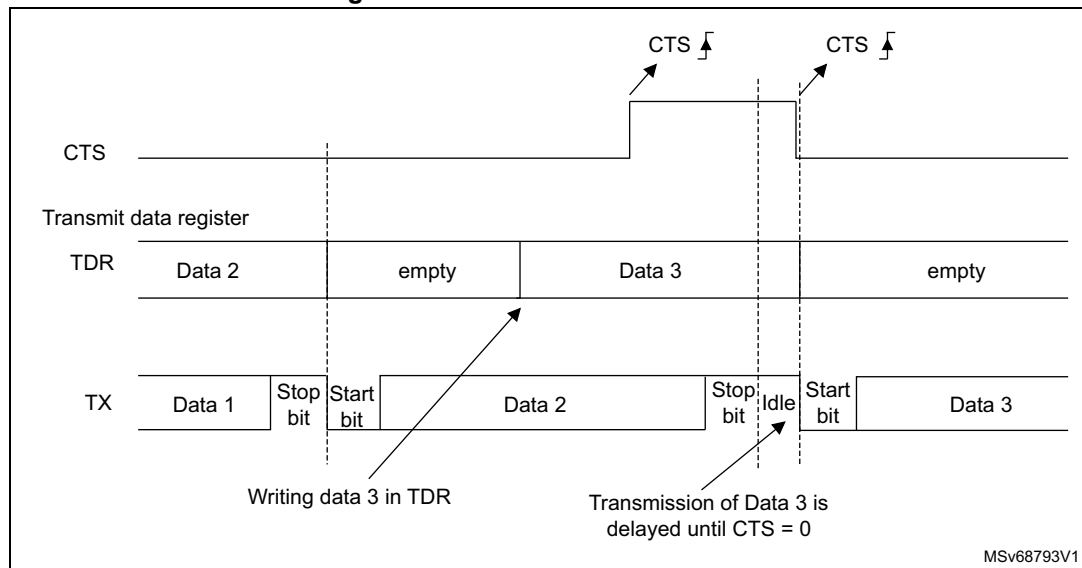 CTS CTS
CTS
Transmit data register
TDR Data 2 empty Data 3 empty
TX Data 1 Stop bit Start bit Data 2 Stop bit Idle Start bit Data 3
Writing data 3 in TDR
Transmission of Data 3 is
delayed until CTS = 0
MSv68793V1